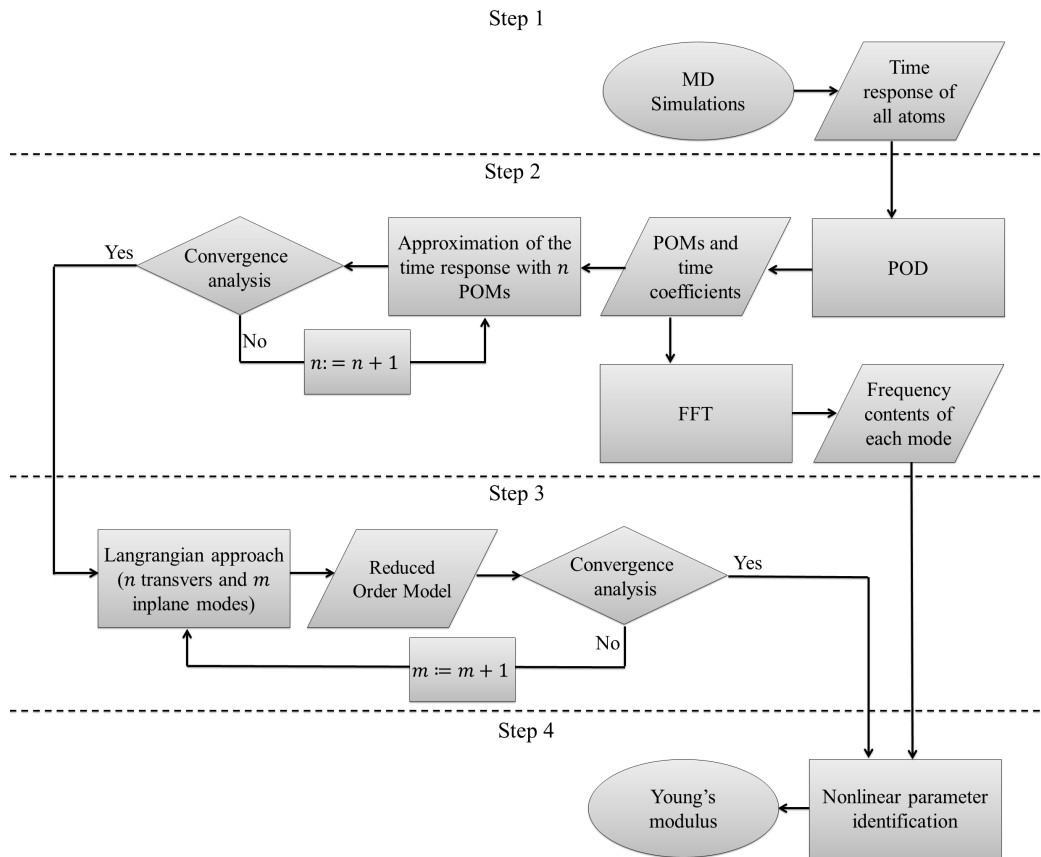 Step 1
MD
Simulations
Time
response of
all atoms
Step 2
Yes
Convergence
analysis
Approximation of the
time response with n
POMs
POMs and
time
coefficients
POD
No
n: = n + 1
FFT
Frequency
contents of
each mode
Step 3
Langrangian approach
(n transvers and m
inplane modes)
Reduced
Order Model
Convergence
analysis
Yes
No
m ≔ m + 1
Step 4
Young's
modulus
Nonlinear parameter
identification